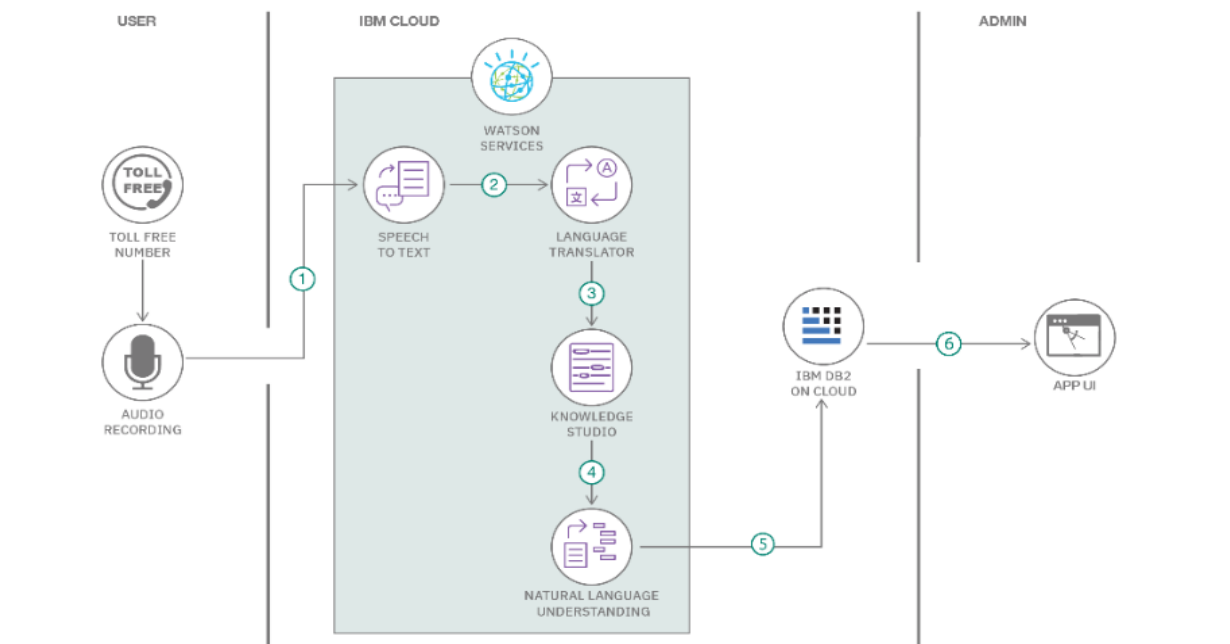 USER
IBM CLOUD
ADMIN
WATSON
SERVICES
TOLL
FREE
TOLL FREE
NUMBER
1
SPEECH
TO TEXT
2
A
文
LANGUAGE
TRANSLATOR
3
AUDIO
RECORDING
KNOWLEDGE
STUDIO
4
NATURAL LANGUAGE
UNDERSTANDING
5
IBM DB2
ON CLOUD
6
APP UI